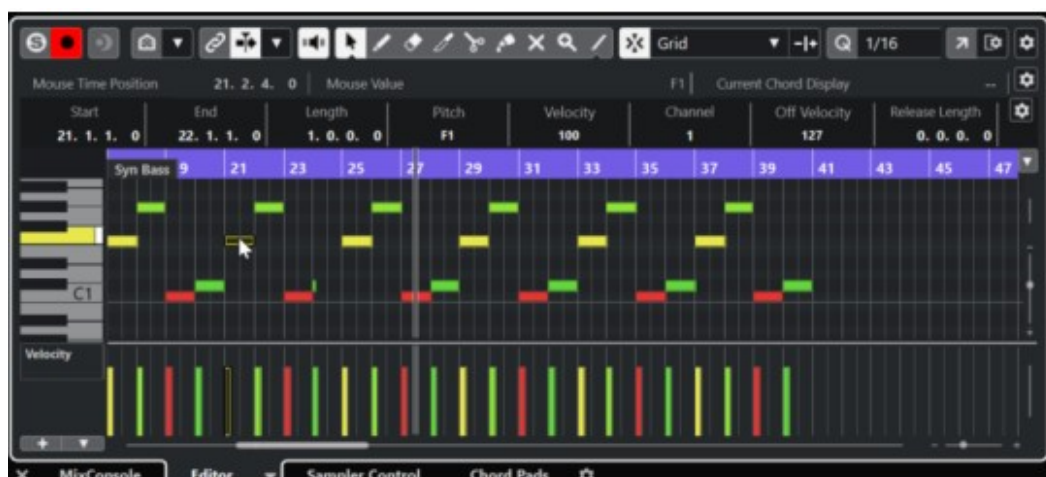 S Grid Q 1/16
Mouse Time Position 21. 2. 4. 0 Mouse Value F1 Current Chord Display --
Start End Length Pitch Velocity Channel Off Velocity Release Length
21. 1. 1. 0 22. 1. 1. 0 1. 0. 0. 0 F1 100 1 127 0. 0. 0. 0
Syn Bass 9 21 23 25 27 29 31 33 35 37 39 41 43 45 47
C1
Velocity
MixConsole Editor Sampler Control Chord Pads